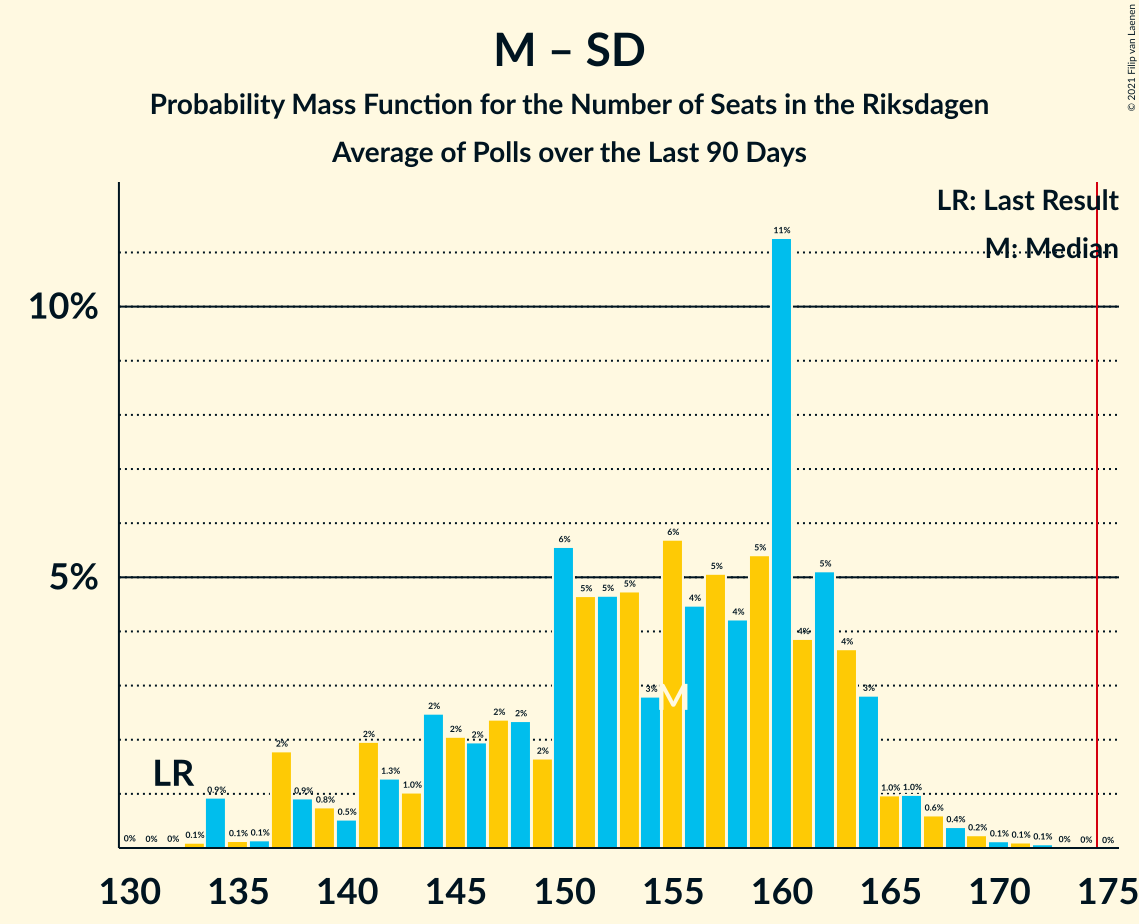 M – SD
Probability Mass Function for the Number of Seats in the Riksdagen
Average of Polls over the Last 90 Days
© 2021 Filip van Laenen
LR: Last Result
M: Median
10%
5%
LR
M
0% 0% 0% 0.1% 0.9% 0.1% 0.1% 2% 0.9% 0.8% 0.5% 2% 1.3% 1.0% 2% 2% 2% 2% 2% 2% 6% 5% 5% 5% 3% 6% 4% 5% 4% 5% 11% 4% 5% 4% 3% 1.0% 1.0% 0.6% 0.4% 0.2% 0.1% 0.1% 0.1% 0% 0% 0%
130 135 140 145 150 155 160 165 170 175